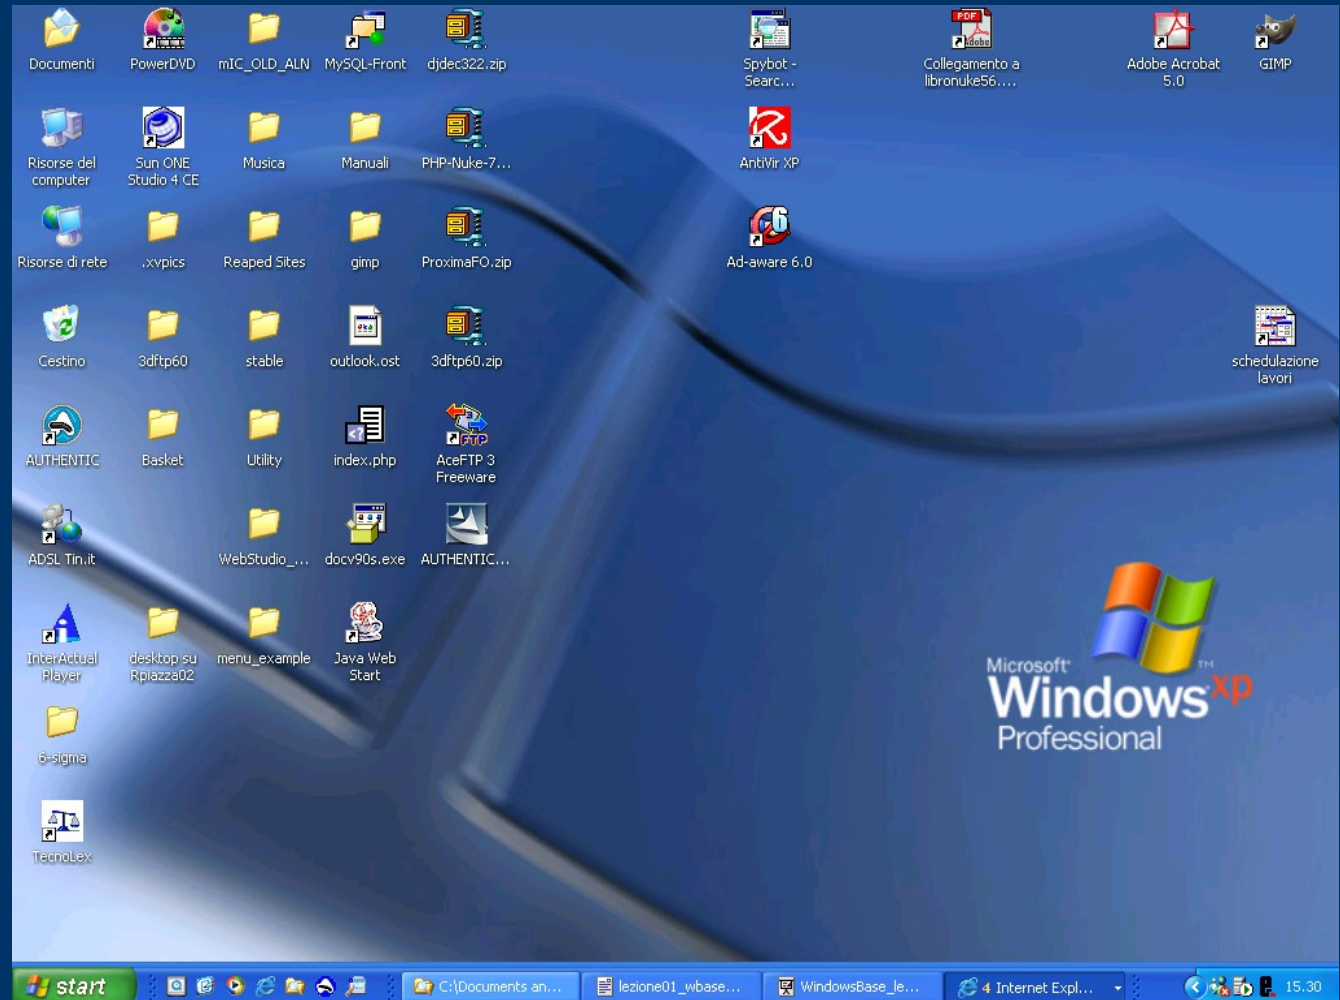 Documenti
PowerDVD
mIC_OLD_ALN
MySQL-Front
djdec322.zip
Spybot -
Searc...
Collegamento a
libronuke56....
Adobe Acrobat
5.0
GIMP
Risorse del
computer
Sun ONE
Studio 4 CE
Musica
Manuali
PHP-Nuke-7...
AntiVir XP
Risorse di rete
.xvpics
Reaped Sites
gimp
ProximaFO.zip
Ad-aware 6.0
Cestino
3dftp60
stable
outlook.ost
3dftp60.zip
schedulazione
lavori
AUTHENTIC
Basket
Utility
index.php
AceFTP 3
Freeware
ADSL Tin.it
WebStudio_...
docv90s.exe
AUTHENTIC...
InterActual
Player
desktop su
Rpiazza02
menu_example
Java Web
Start
Microsoft
Windows xp
Professional
6-sigma
TecnoLex
start
C:\Documents an...
lezione01_wbase...
WindowsBase_le...
4 Internet Expl...
15.30